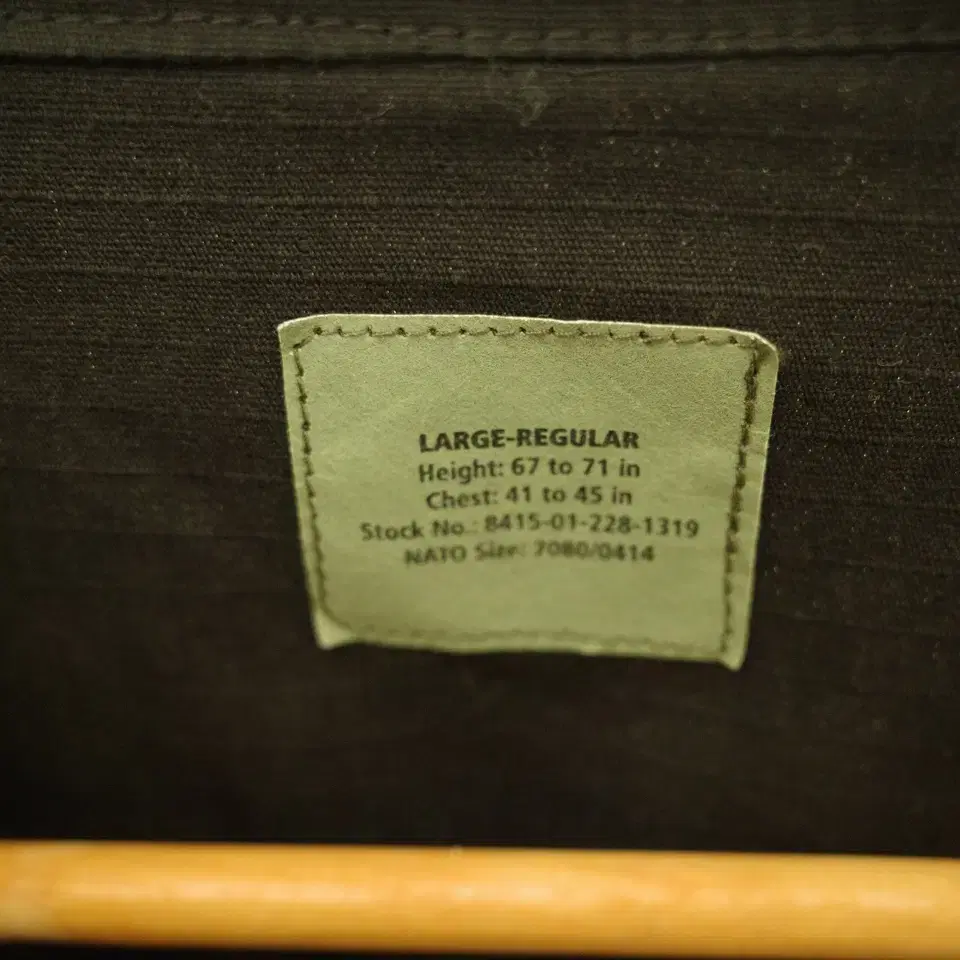 LARGE-REGULAR
Height: 67 to 71 in
Chest: 41 to 45 in
Stock No.: 8415-01-228-1319
NATO Size: 7080/0414